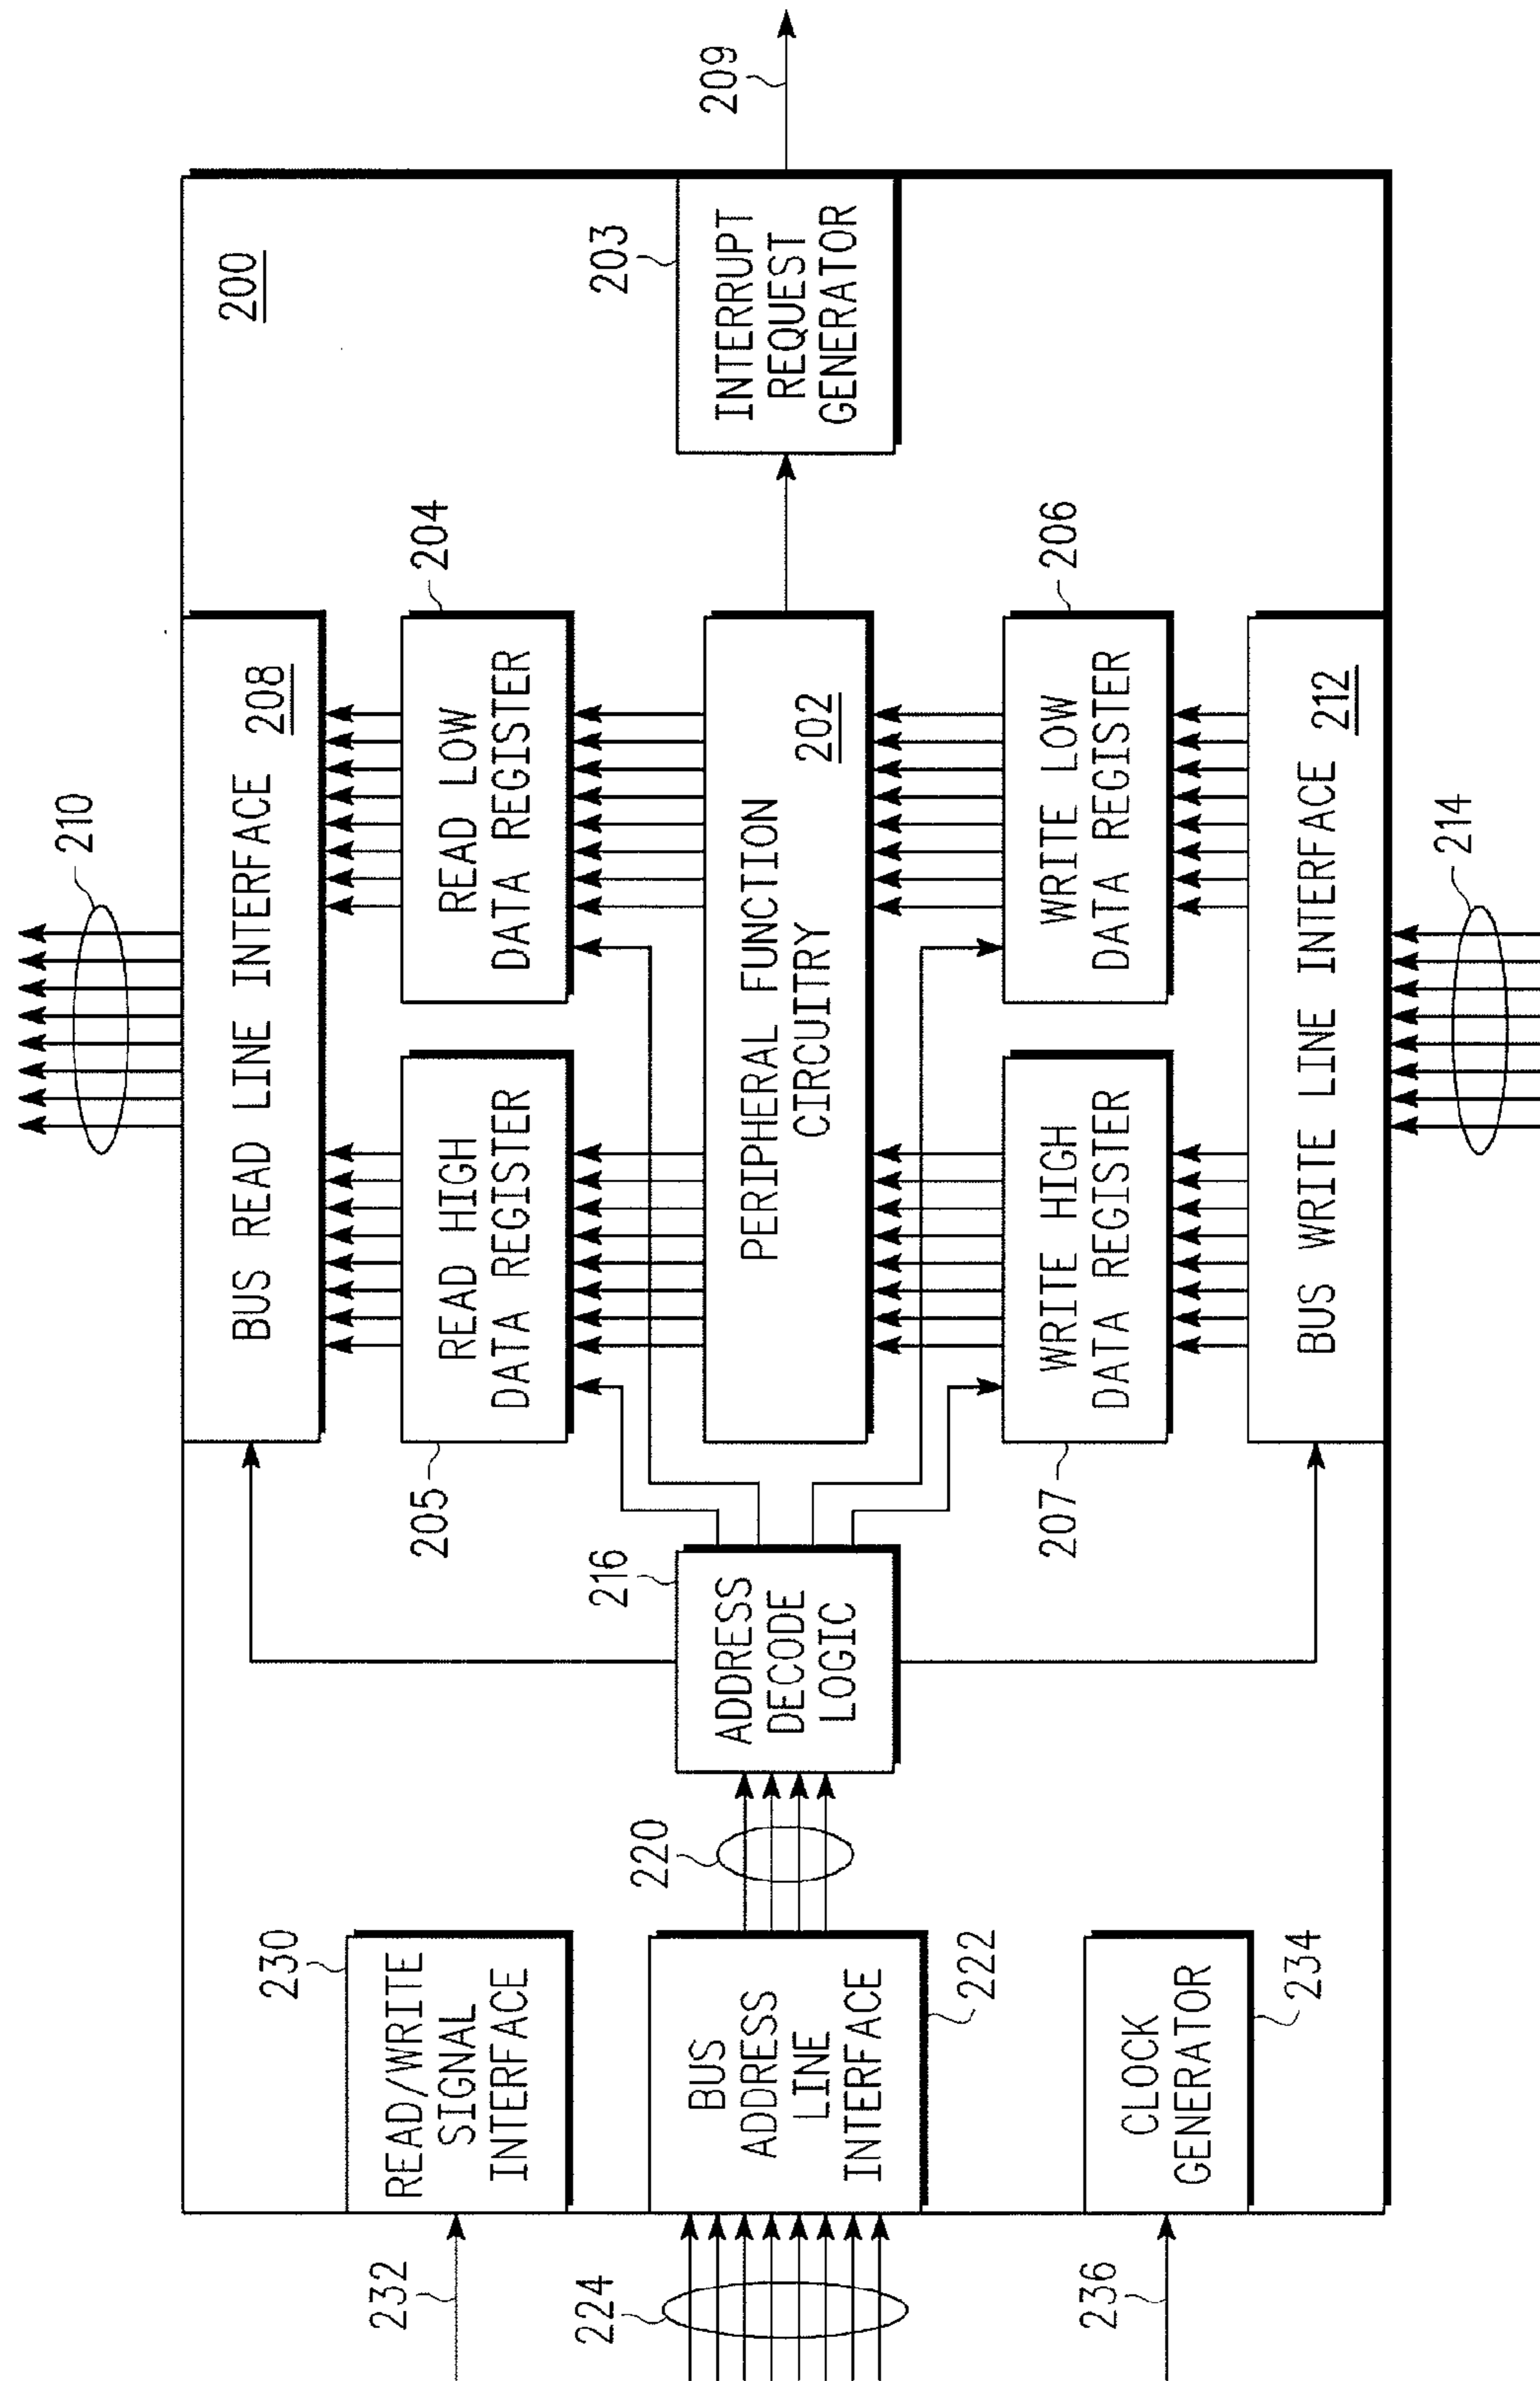 210
BUS READ LINE INTERFACE 208
200
205
READ HIGH
DATA REGISTER
READ LOW
DATA REGISTER
204
230
READ/WRITE
SIGNAL
INTERFACE
232
216
ADDRESS
DECODE
LOGIC
220
BUS
ADDRESS
LINE
INTERFACE
222
224
PERIPHERAL FUNCTION
CIRCUITRY
202
203
INTERRUPT
REQUEST
GENERATOR
209
207
WRITE HIGH
DATA REGISTER
WRITE LOW
DATA REGISTER
206
CLOCK
GENERATOR
234
236
BUS WRITE LINE INTERFACE 212
214